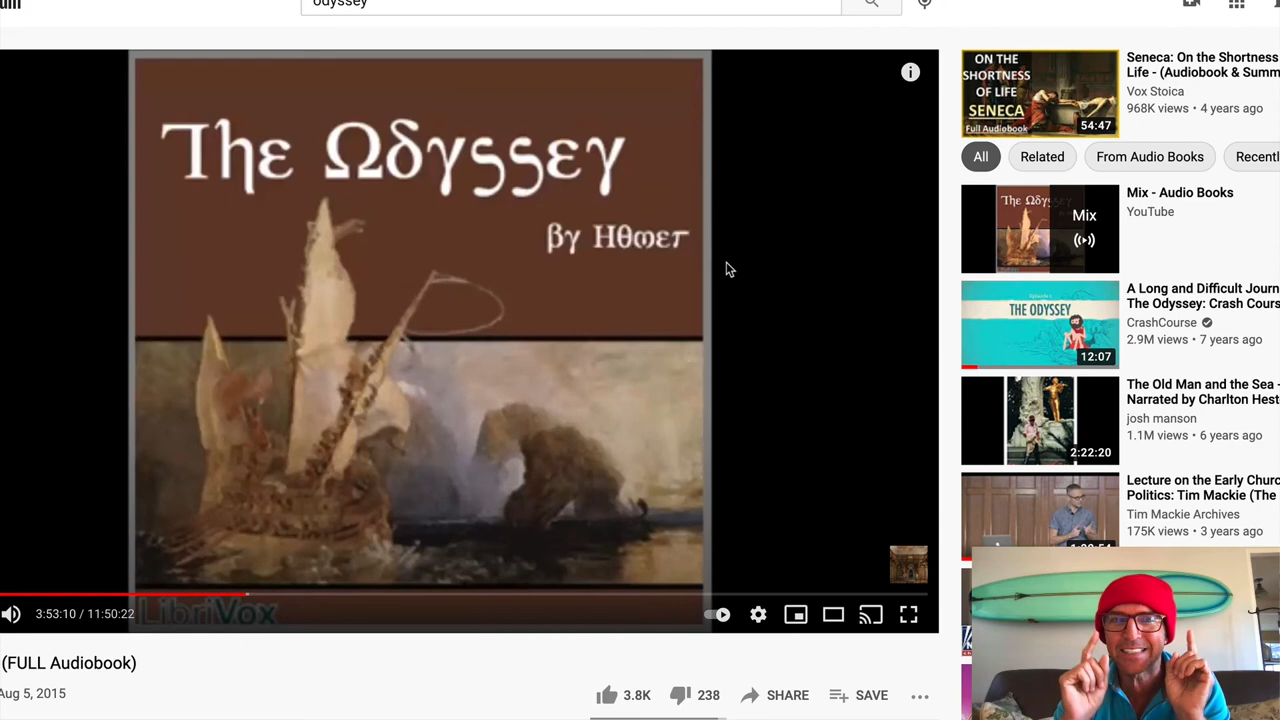 odyssey
The Ωδγςςεγ
βγ Hθωεr
LibriVox
3:53:10 / 11:50:22
(FULL Audiobook)
Aug 5, 2015
3.8K
238
SHARE
SAVE
ON THE
SHORTNESS
OF LIFE
SENECA
Full Audiobook
54:47
Seneca: On the Shortness
Life - (Audiobook & Summ
Vox Stoica
968K views • 4 years ago
All
Related
From Audio Books
Recentl
Mix
Mix - Audio Books
YouTube
THE ODYSSEY
12:07
A Long and Difficult Journ
The Odyssey: Crash Cours
CrashCourse
2.9M views • 7 years ago
2:22:20
The Old Man and the Sea -
Narrated by Charlton Hest
josh manson
1.1M views • 6 years ago
Lecture on the Early Churc
Politics: Tim Mackie (The
Tim Mackie Archives
175K views • 3 years ago